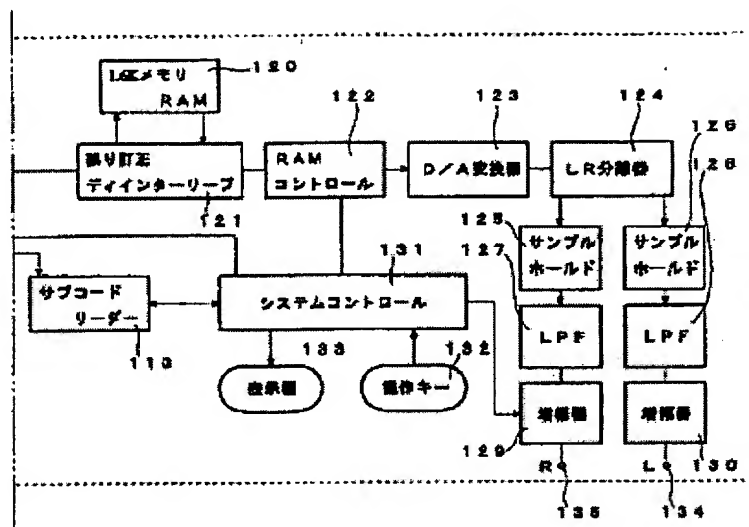 16Kメモリ
RAM
120
122
123
124
126
128
誤り訂正
ディインターリーブ
121
RAM
コントロール
D/A変換器
LR分離器
125
127
サンプル
ホールド
サンプル
ホールド
131
サブコード
リーダー
113
システムコントロール
LPF
LPF
133
132
表示器
操作キー
増幅器
増幅器
129
130
R
L
135
134